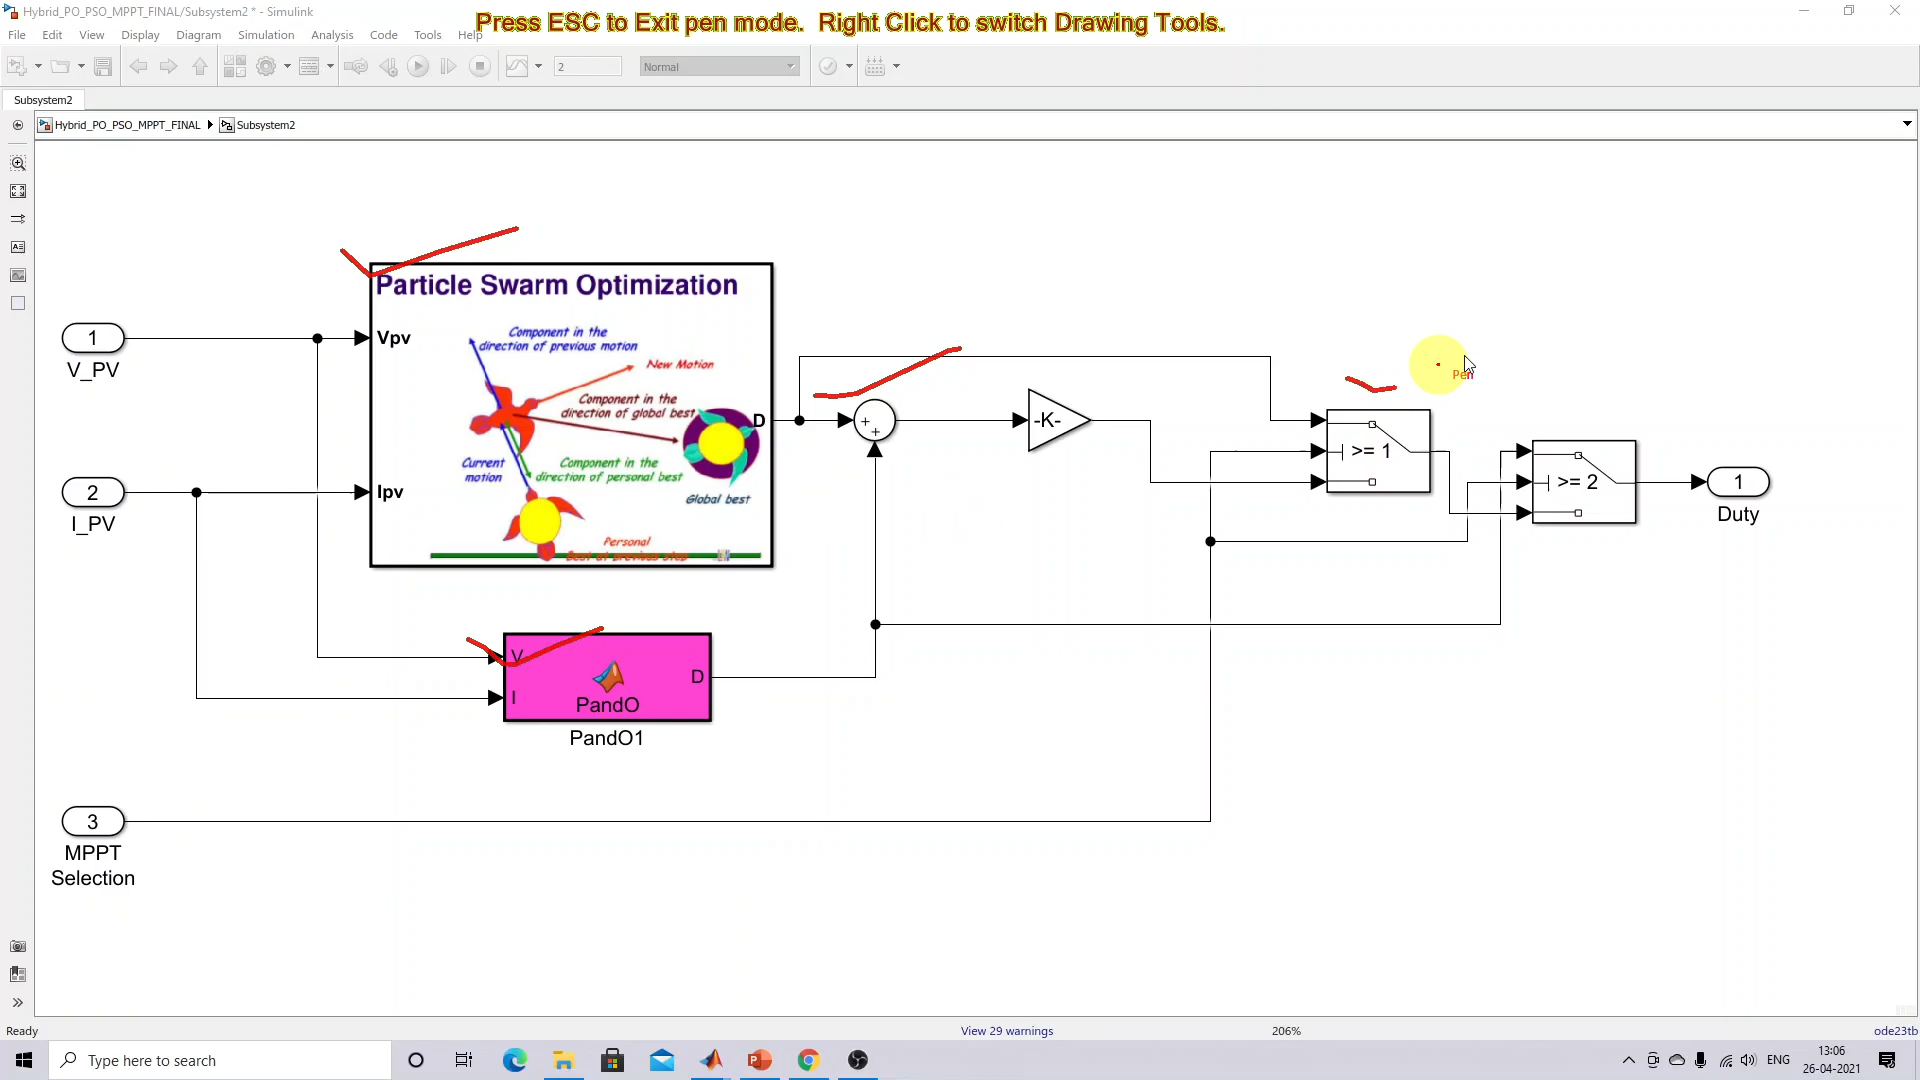 Hybrid_PO_PSO_MPPT_FINAL/Subsystem2 * - Simulink
Press ESC to Exit pen mode. Right Click to switch Drawing Tools.
File Edit View Display Diagram Simulation Analysis Code Tools Help
2 Normal
Subsystem2
Hybrid_PO_PSO_MPPT_FINAL Subsystem2
Particle Swarm Optimization
Component in the
direction of previous motion
New Motion
Component in the
direction of global best
Current
motion
Component in the
direction of personal best
Global best
Personal
Best at previous step
Vpv
Ipv
D
1
V_PV
2
I_PV
+
+
-K-
>= 1
>= 2
1
Duty
V
I
D
PandO
PandO1
3
MPPT
Selection
Pen
Ready View 29 warnings 206% ode23tb
Type here to search
ENG
13:06
26-04-2021